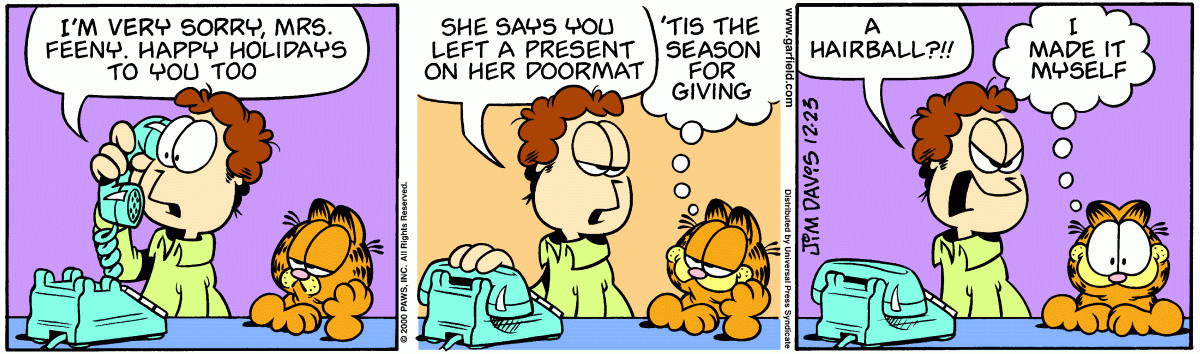 I'M VERY SORRY, MRS.
FEENY. HAPPY HOLIDAYS
TO YOU TOO
© 2000 PAWS, INC. All Rights Reserved.
SHE SAYS YOU
LEFT A PRESENT
ON HER DOORMAT
'TIS THE
SEASON
FOR
GIVING
www.garfield.com
Distributed by Universal Press Syndicate
A
HAIRBALL?!!
I
MADE IT
MYSELF
JIM DAVIS 12-23